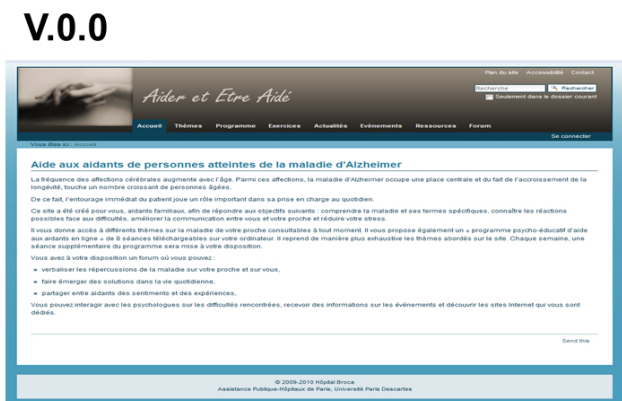 V.0.0
Plan du site Accessibilité Contact
Aider et Etre Aidé
Recherche Rechercher
Seulement dans le dossier courant
Accueil Thèmes Programme Exercices Actualités Evènements Ressources Forum
Se connecter
Vous êtes ici : Accueil
Aide aux aidants de personnes atteintes de la maladie d'Alzheimer
La fréquence des affections cérébrales augmente avec l'âge. Parmi ces affections, la maladie d'Alzheimer occupe une place centrale et du fait de l'accroissement de la
longévité, touche un nombre croissant de personnes âgées.
De ce fait, l'entourage immédiat du patient joue un rôle important dans sa prise en charge au quotidien.
Ce site a été créé pour vous, aidants familiaux, afin de répondre aux objectifs suivants : comprendre la maladie et ses termes spécifiques, connaître les réactions
possibles face aux difficultés, améliorer la communication entre vous et votre proche et réduire votre stress.
Il vous donne accès à différents thèmes sur la maladie de votre proche consultables à tout moment. Il vous propose également un « programme psycho-éducatif d'aide
aux aidants en ligne » de 8 séances téléchargeables sur votre ordinateur. Il reprend de manière plus exhaustive les thèmes abordés sur le site. Chaque semaine, une
séance supplémentaire du programme sera mise à votre disposition.
Vous avez à votre disposition un forum où vous pouvez :
verbaliser les répercussions de la maladie sur votre proche et sur vous,
faire émerger des solutions dans la vie quotidienne,
partager entre aidants des sentiments et des expériences,
Vous pouvez interagir avec les psychologues sur les difficultés rencontrées, recevoir des informations sur les évènements et découvrir les sites Internet qui vous sont
dédiés.
Send this
© 2009-2010 Hôpital Broca
Assistance Publique-Hôpitaux de Paris, Université Paris Descartes